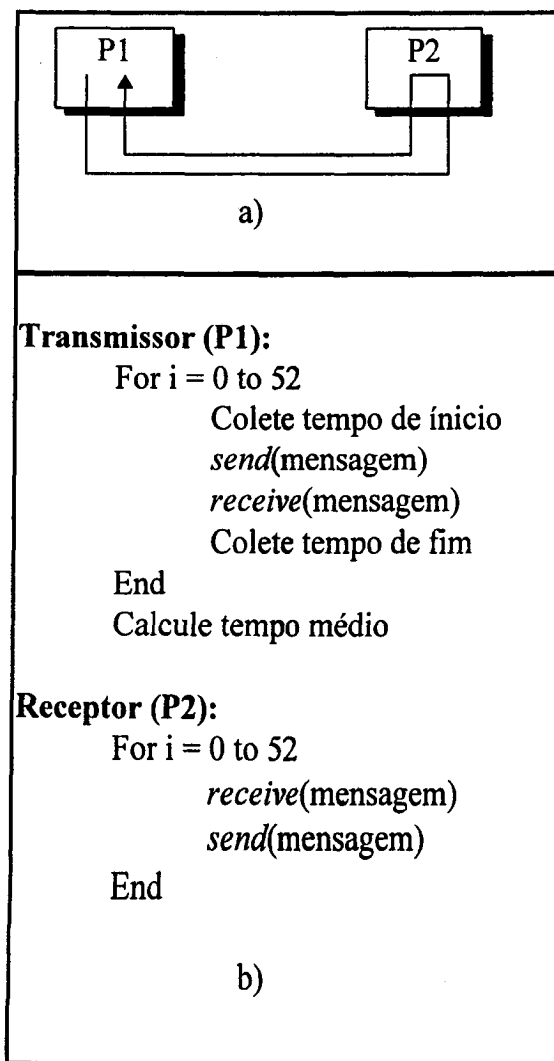 P1 P2
a)
Transmissor (P1):
For i = 0 to 52
Colete tempo de ínicio
send(mensagem)
receive(mensagem)
Colete tempo de fim
End
Calcule tempo médio
Receptor (P2):
For i = 0 to 52
receive(mensagem)
send(mensagem)
End
b)